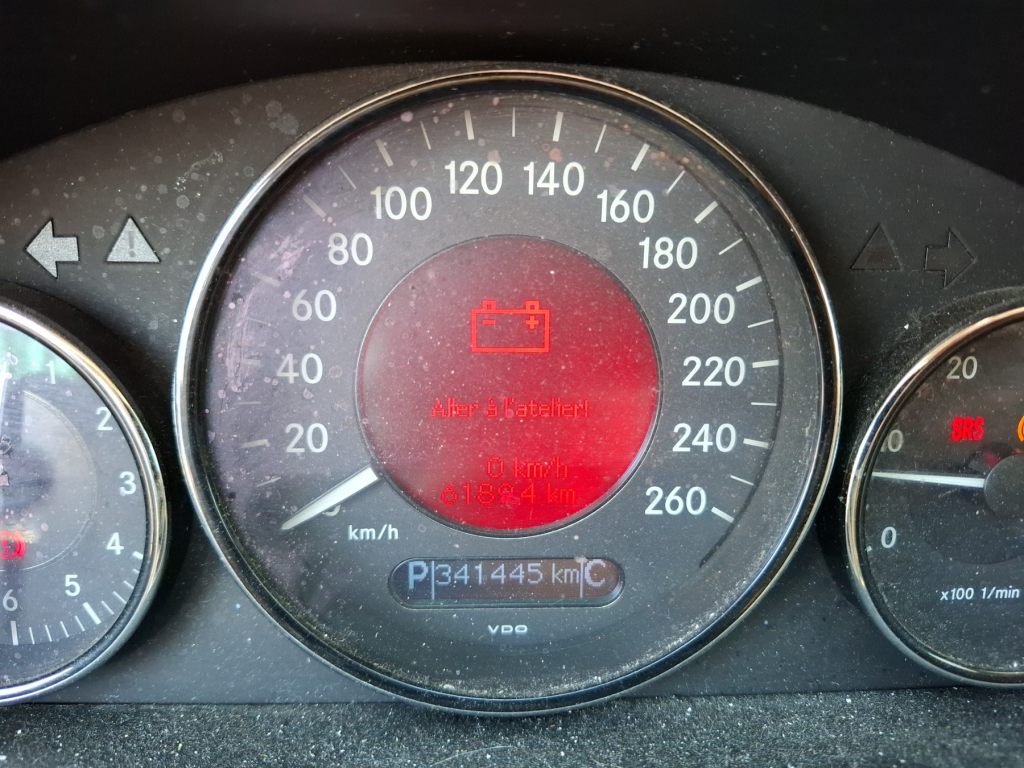 120 140
100 160
80 180
60 200
40 220
20 240
260
km/h
Aller à l'atelier!
0 km/h
6189.4 km
P 341445 km C
VDO
1
2
3
4
5
6
20
SRS
0
x100 1/min